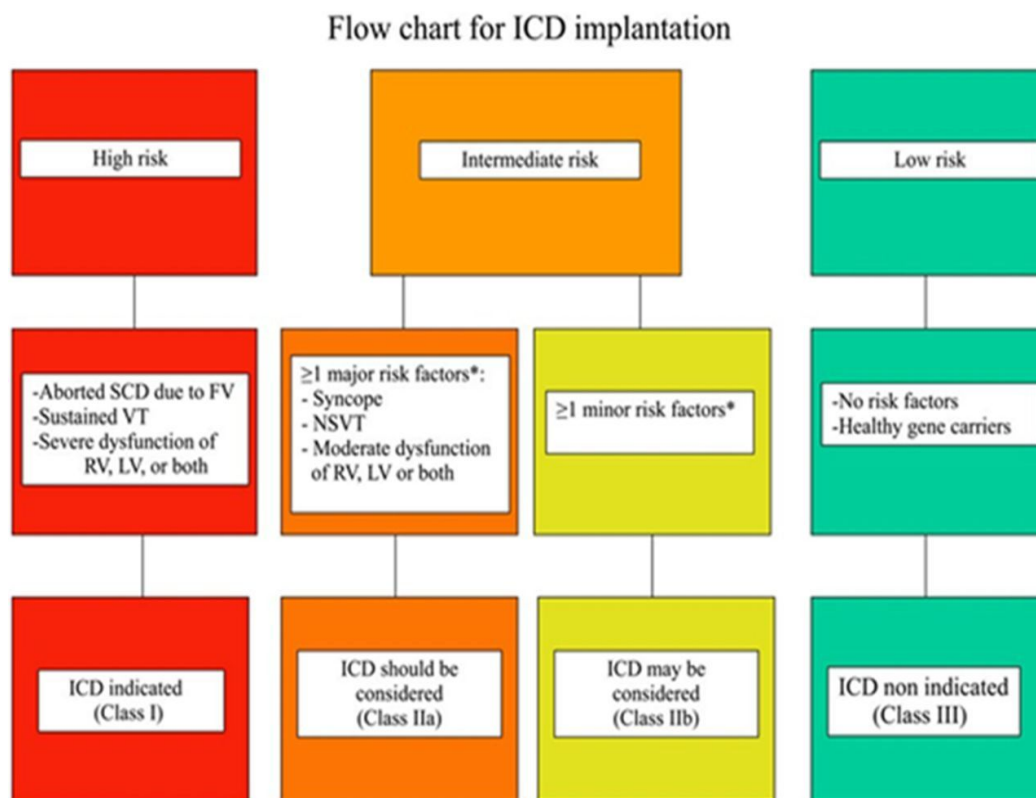 Flow chart for ICD implantation
High risk
Intermediate risk
Low risk
-Aborted SCD due to FV
-Sustained VT
-Severe dysfunction of
RV, LV, or both
≥1 major risk factors*:
- Syncope
- NSVT
- Moderate dysfunction
of RV, LV or both
≥1 minor risk factors*
-No risk factors
-Healthy gene carriers
ICD indicated
(Class I)
ICD should be
considered
(Class IIa)
ICD may be
considered
(Class IIb)
ICD non indicated
(Class III)